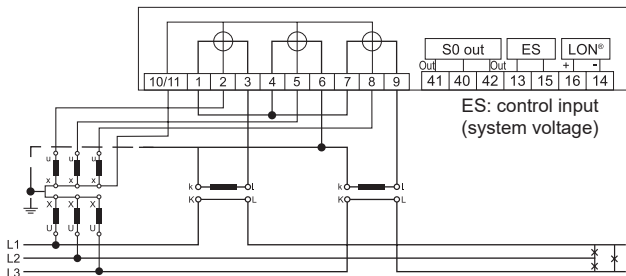 S0 out ES LON®
Out Out + -
10/11 1 2 3 4 5 6 7 8 9 41 40 42 13 15 16 14
ES: control input
(system voltage)
u u u
x x x
k l k l
K L K L
X X X
U U U
L1
L2
L3